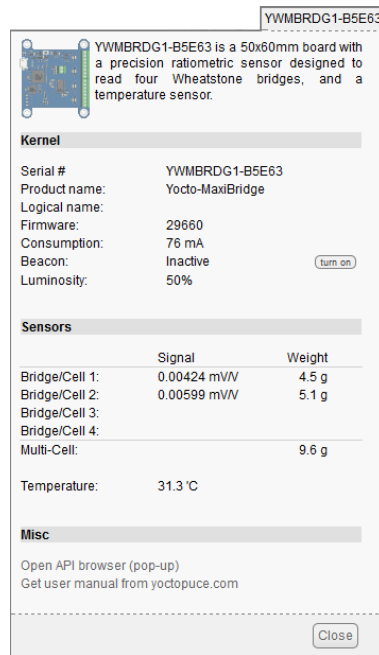 YWMBRDG1-B5E63
YWMBRDG1-B5E63 is a 50x60mm board with
a precision ratiometric sensor designed to
read four Wheatstone bridges, and a
temperature sensor.
Kernel
Serial # YWMBRDG1-B5E63
Product name: Yocto-MaxiBridge
Logical name:
Firmware: 29660
Consumption: 76 mA
Beacon: Inactive turn on
Luminosity: 50%
Sensors
Signal Weight
Bridge/Cell 1: 0.00424 mV/V 4.5 g
Bridge/Cell 2: 0.00599 mV/V 5.1 g
Bridge/Cell 3:
Bridge/Cell 4:
Multi-Cell: 9.6 g
Temperature: 31.3 'C
Misc
Open API browser (pop-up)
Get user manual from yoctopuce.com
Close